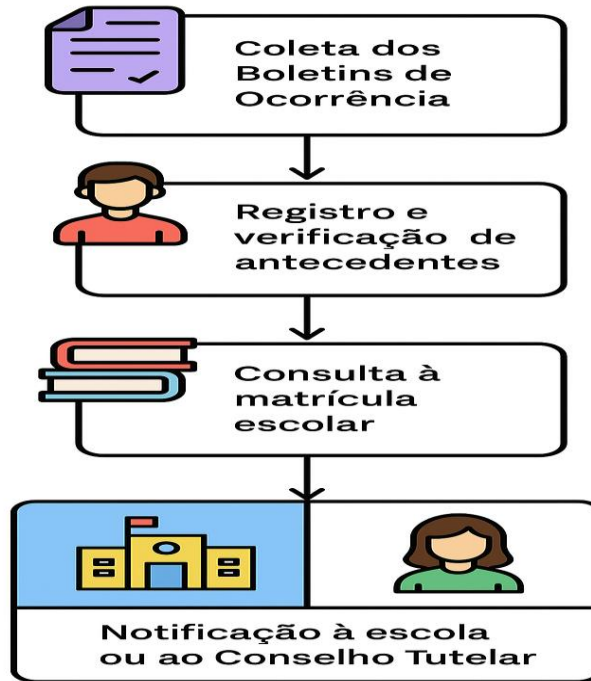 Coleta dos
Boletins de
Ocorrência
Registro e
verificação de
antecedentes
Consulta à
matrícula
escolar
Notificação à escola
ou ao Conselho Tutelar